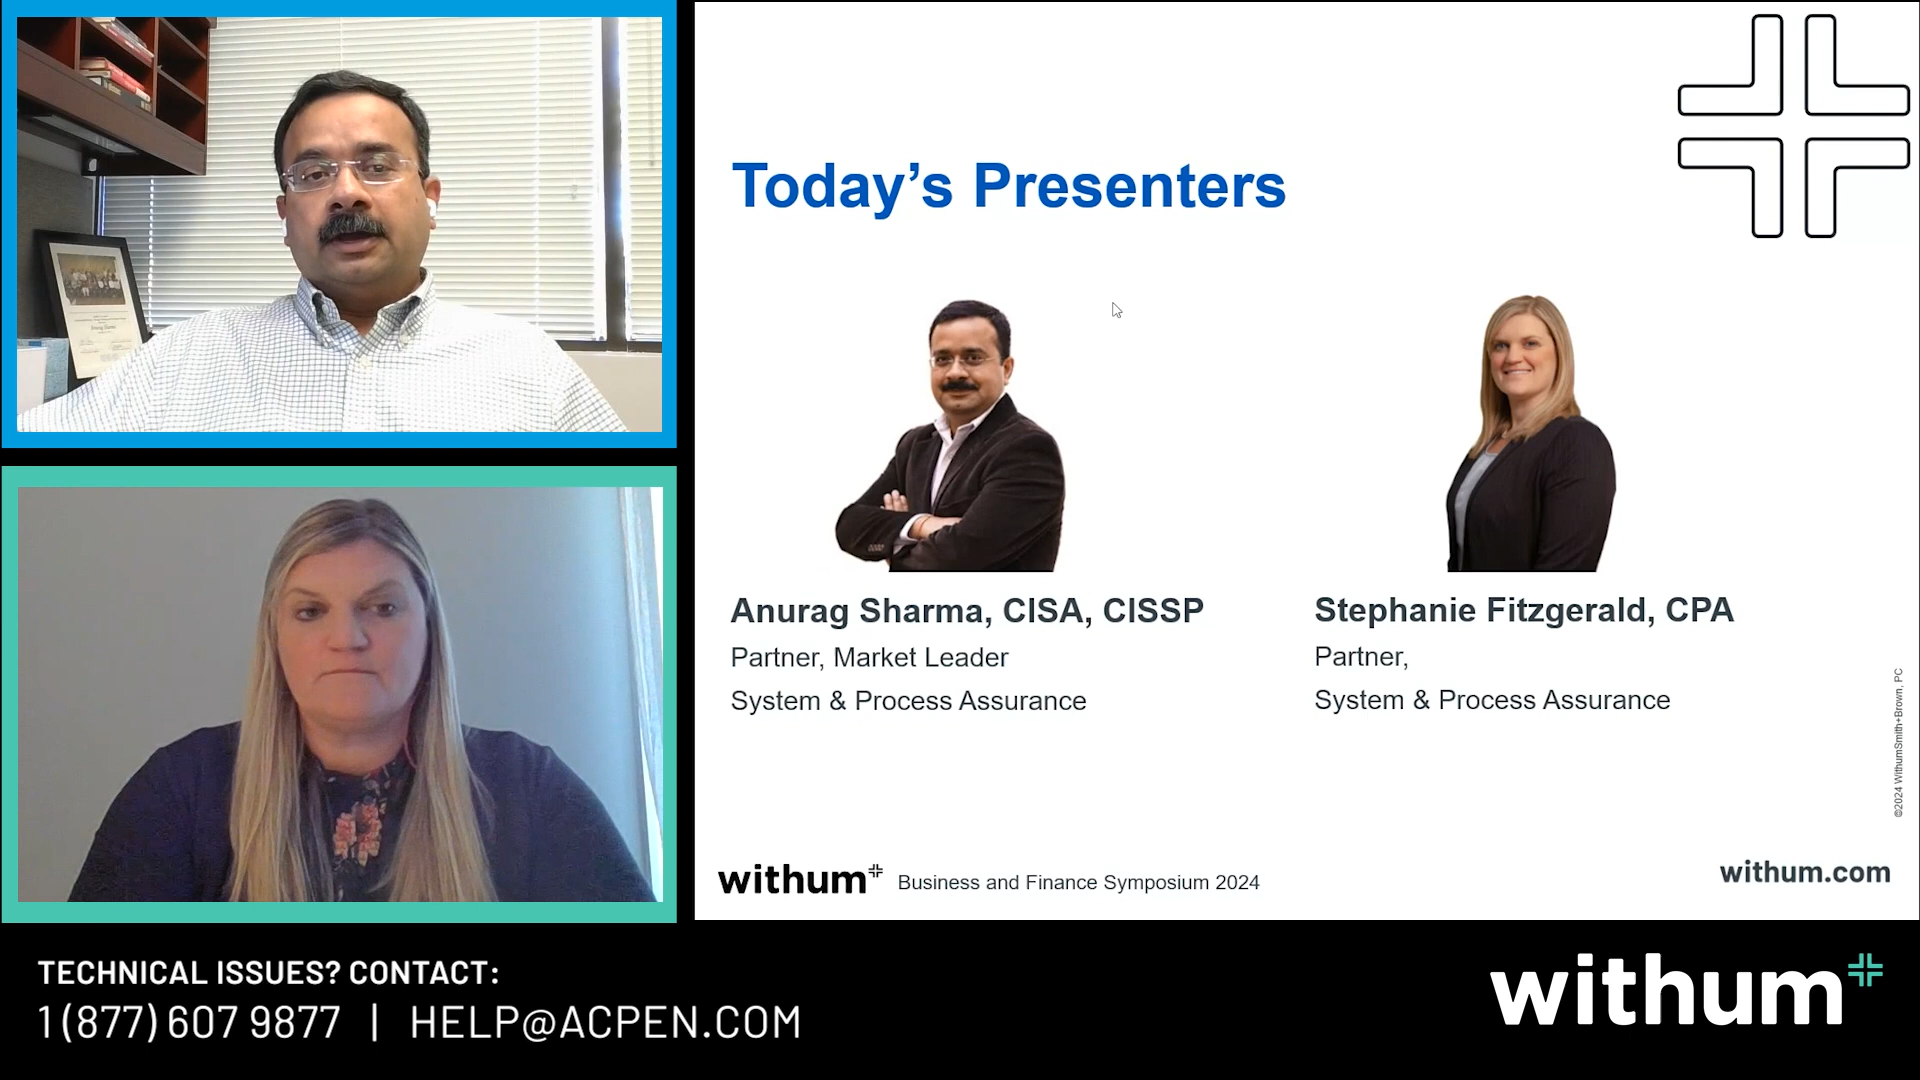 Today’s Presenters
Anurag Sharma, CISA, CISSP
Partner, Market Leader
System & Process Assurance
Stephanie Fitzgerald, CPA
Partner,
System & Process Assurance
©2024 WithumSmith+Brown, PC
withum
Business and Finance Symposium 2024
withum.com
TECHNICAL ISSUES? CONTACT:
1 (877) 607 9877 | HELP@ACPEN.COM
withum